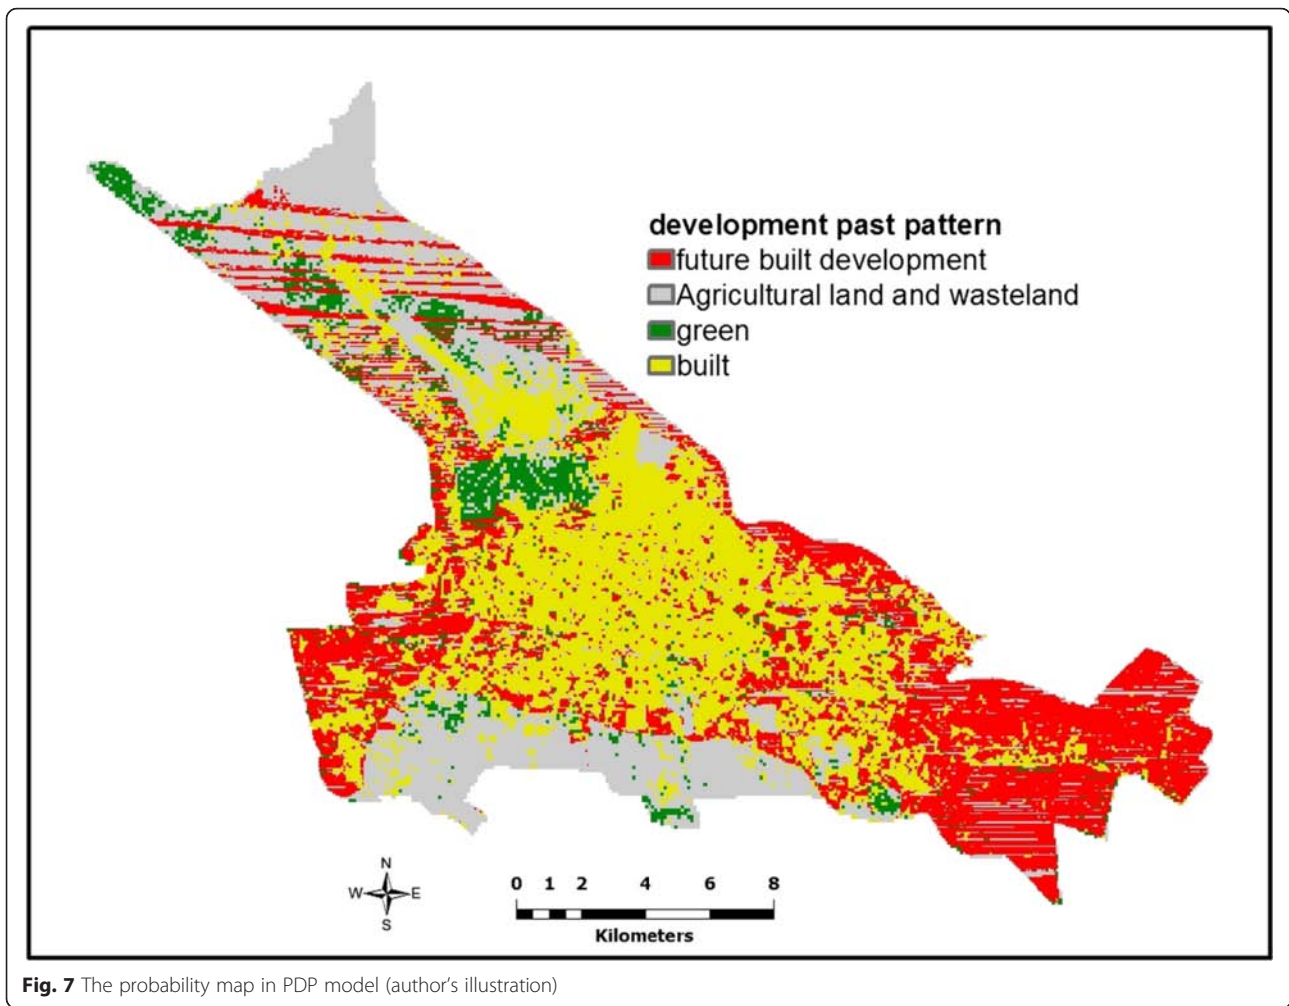 development past pattern
future built development
Agricultural land and wasteland
green
built
N
W E
S
0 1 2 4 6 8
Kilometers
Fig. 7 The probability map in PDP model (author's illustration)